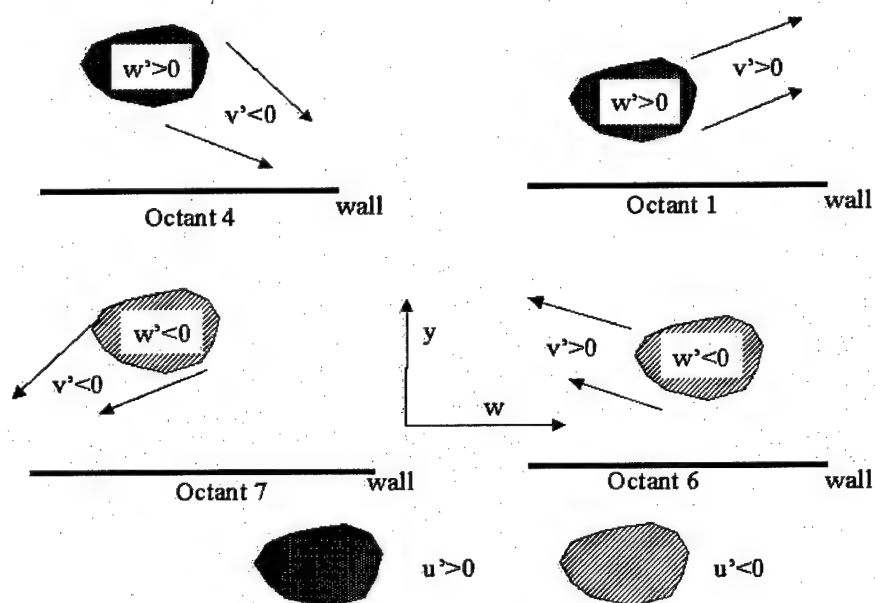 w'>0
v'<0
wall
Octant 4
w'>0
v'>0
wall
Octant 1
w'<0
v'<0
wall
Octant 7
y
w
v'>0
w'<0
wall
Octant 6
u'>0
u'<0